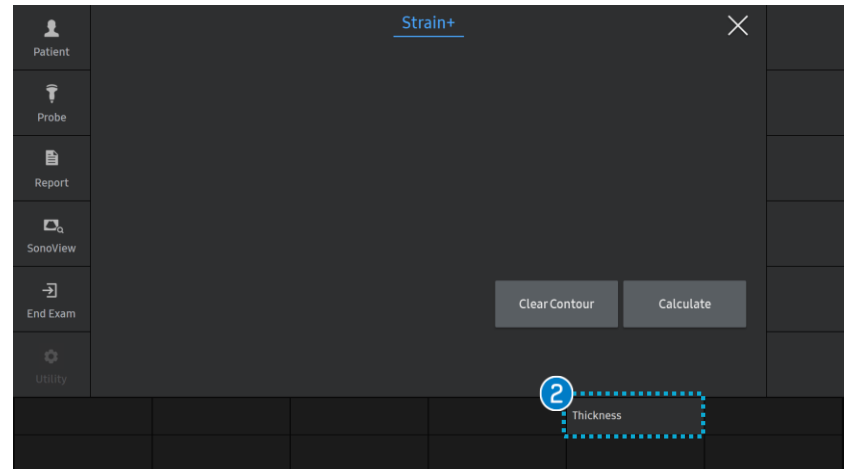 Strain+
Patient
Probe
Report
SonoView
End Exam
Utility
Clear Contour
Calculate
2
Thickness